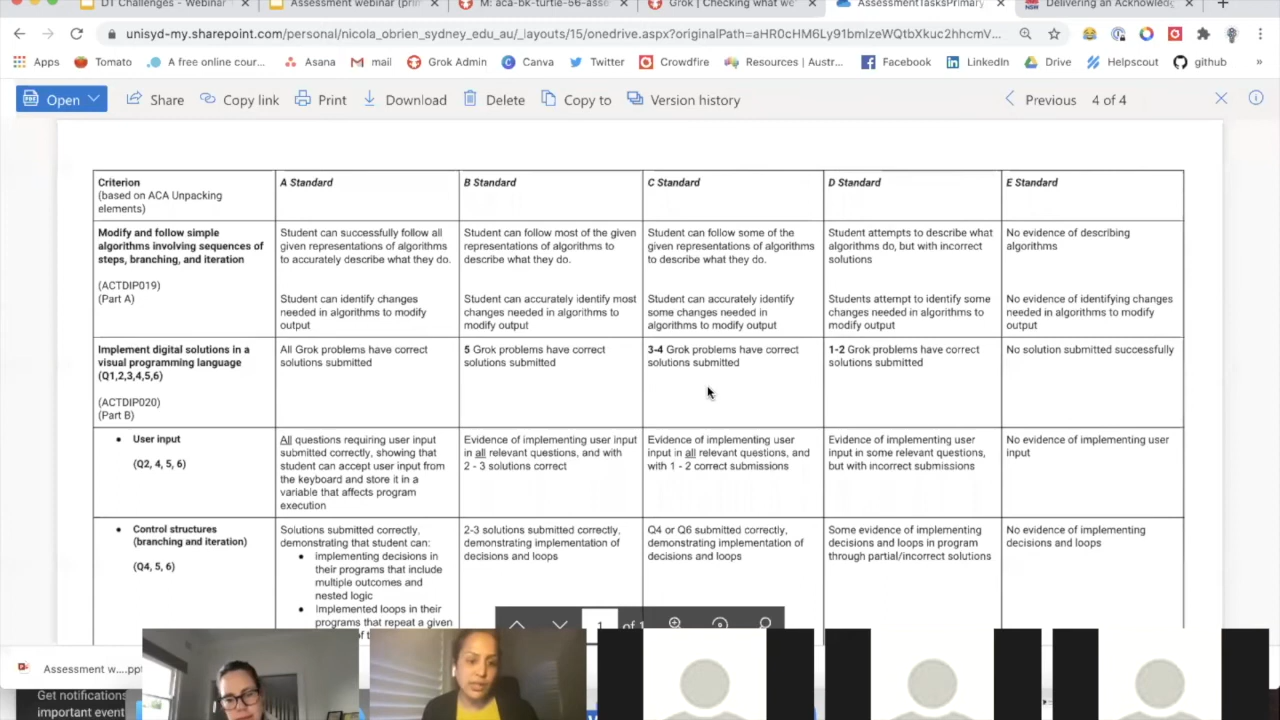 DT Challenges - Webinar
Assessment webinar (pri
M: aca-bk-turtle-56-asse
Grok | Checking what we
AssessmentTasksPrimary
Delivering an Acknowled
unisyd-my.sharepoint.com/personal/nicola_obrien_sydney_edu_au/_layouts/15/onedrive.aspx?originalPath=aHR0cHM6Ly91bmlzeWQtbXkuc2hhcmV...
Apps Tomato A free online cour... Asana mail Grok Admin Canva Twitter Crowdfire Resources | Austr... Facebook LinkedIn Drive Helpscout github »
Open Share Copy link Print Download Delete Copy to Version history Previous 4 of 4
Criterion
(based on ACA Unpacking
elements)
A Standard
B Standard
C Standard
D Standard
E Standard
Modify and follow simple
algorithms involving sequences of
steps, branching, and iteration
(ACTDIP019)
(Part A)
Student can successfully follow all
given representations of algorithms
to accurately describe what they do.
Student can identify changes
needed in algorithms to modify
output
Student can follow most of the given
representations of algorithms to
describe what they do.
Student can accurately identify most
changes needed in algorithms to
modify output
Student can follow some of the
given representations of algorithms
to describe what they do.
Student can accurately identify
some changes needed in
algorithms to modify output
Student attempts to describe what
algorithms do, but with incorrect
solutions
Students attempt to identify some
changes needed in algorithms to
modify output
No evidence of describing
algorithms
No evidence of identifying changes
needed in algorithms to modify
output
Implement digital solutions in a
visual programming language
(Q1,2,3,4,5,6)
(ACTDIP020)
(Part B)
All Grok problems have correct
solutions submitted
5 Grok problems have correct
solutions submitted
3-4 Grok problems have correct
solutions submitted
1-2 Grok problems have correct
solutions submitted
No solution submitted successfully
• User input
(Q2, 4, 5, 6)
All questions requiring user input
submitted correctly, showing that
student can accept user input from
the keyboard and store it in a
variable that affects program
execution
Evidence of implementing user input
in all relevant questions, and with
2 - 3 solutions correct
Evidence of implementing user
input in all relevant questions, and
with 1 - 2 correct submissions
Evidence of implementing user
input in some relevant questions,
but with incorrect submissions
No evidence of implementing user
input
• Control structures
(branching and iteration)
(Q4, 5, 6)
Solutions submitted correctly,
demonstrating that student can:
• implementing decisions in
their programs that include
multiple outcomes and
nested logic
• Implemented loops in their
programs that repeat a given
2-3 solutions submitted correctly,
demonstrating implementation of
decisions and loops
Q4 or Q6 submitted correctly,
demonstrating implementation of
decisions and loops
Some evidence of implementing
decisions and loops in program
through partial/incorrect solutions
No evidence of implementing
decisions and loops
1 of 1
Assessment w....ppt
Get notifications
important event